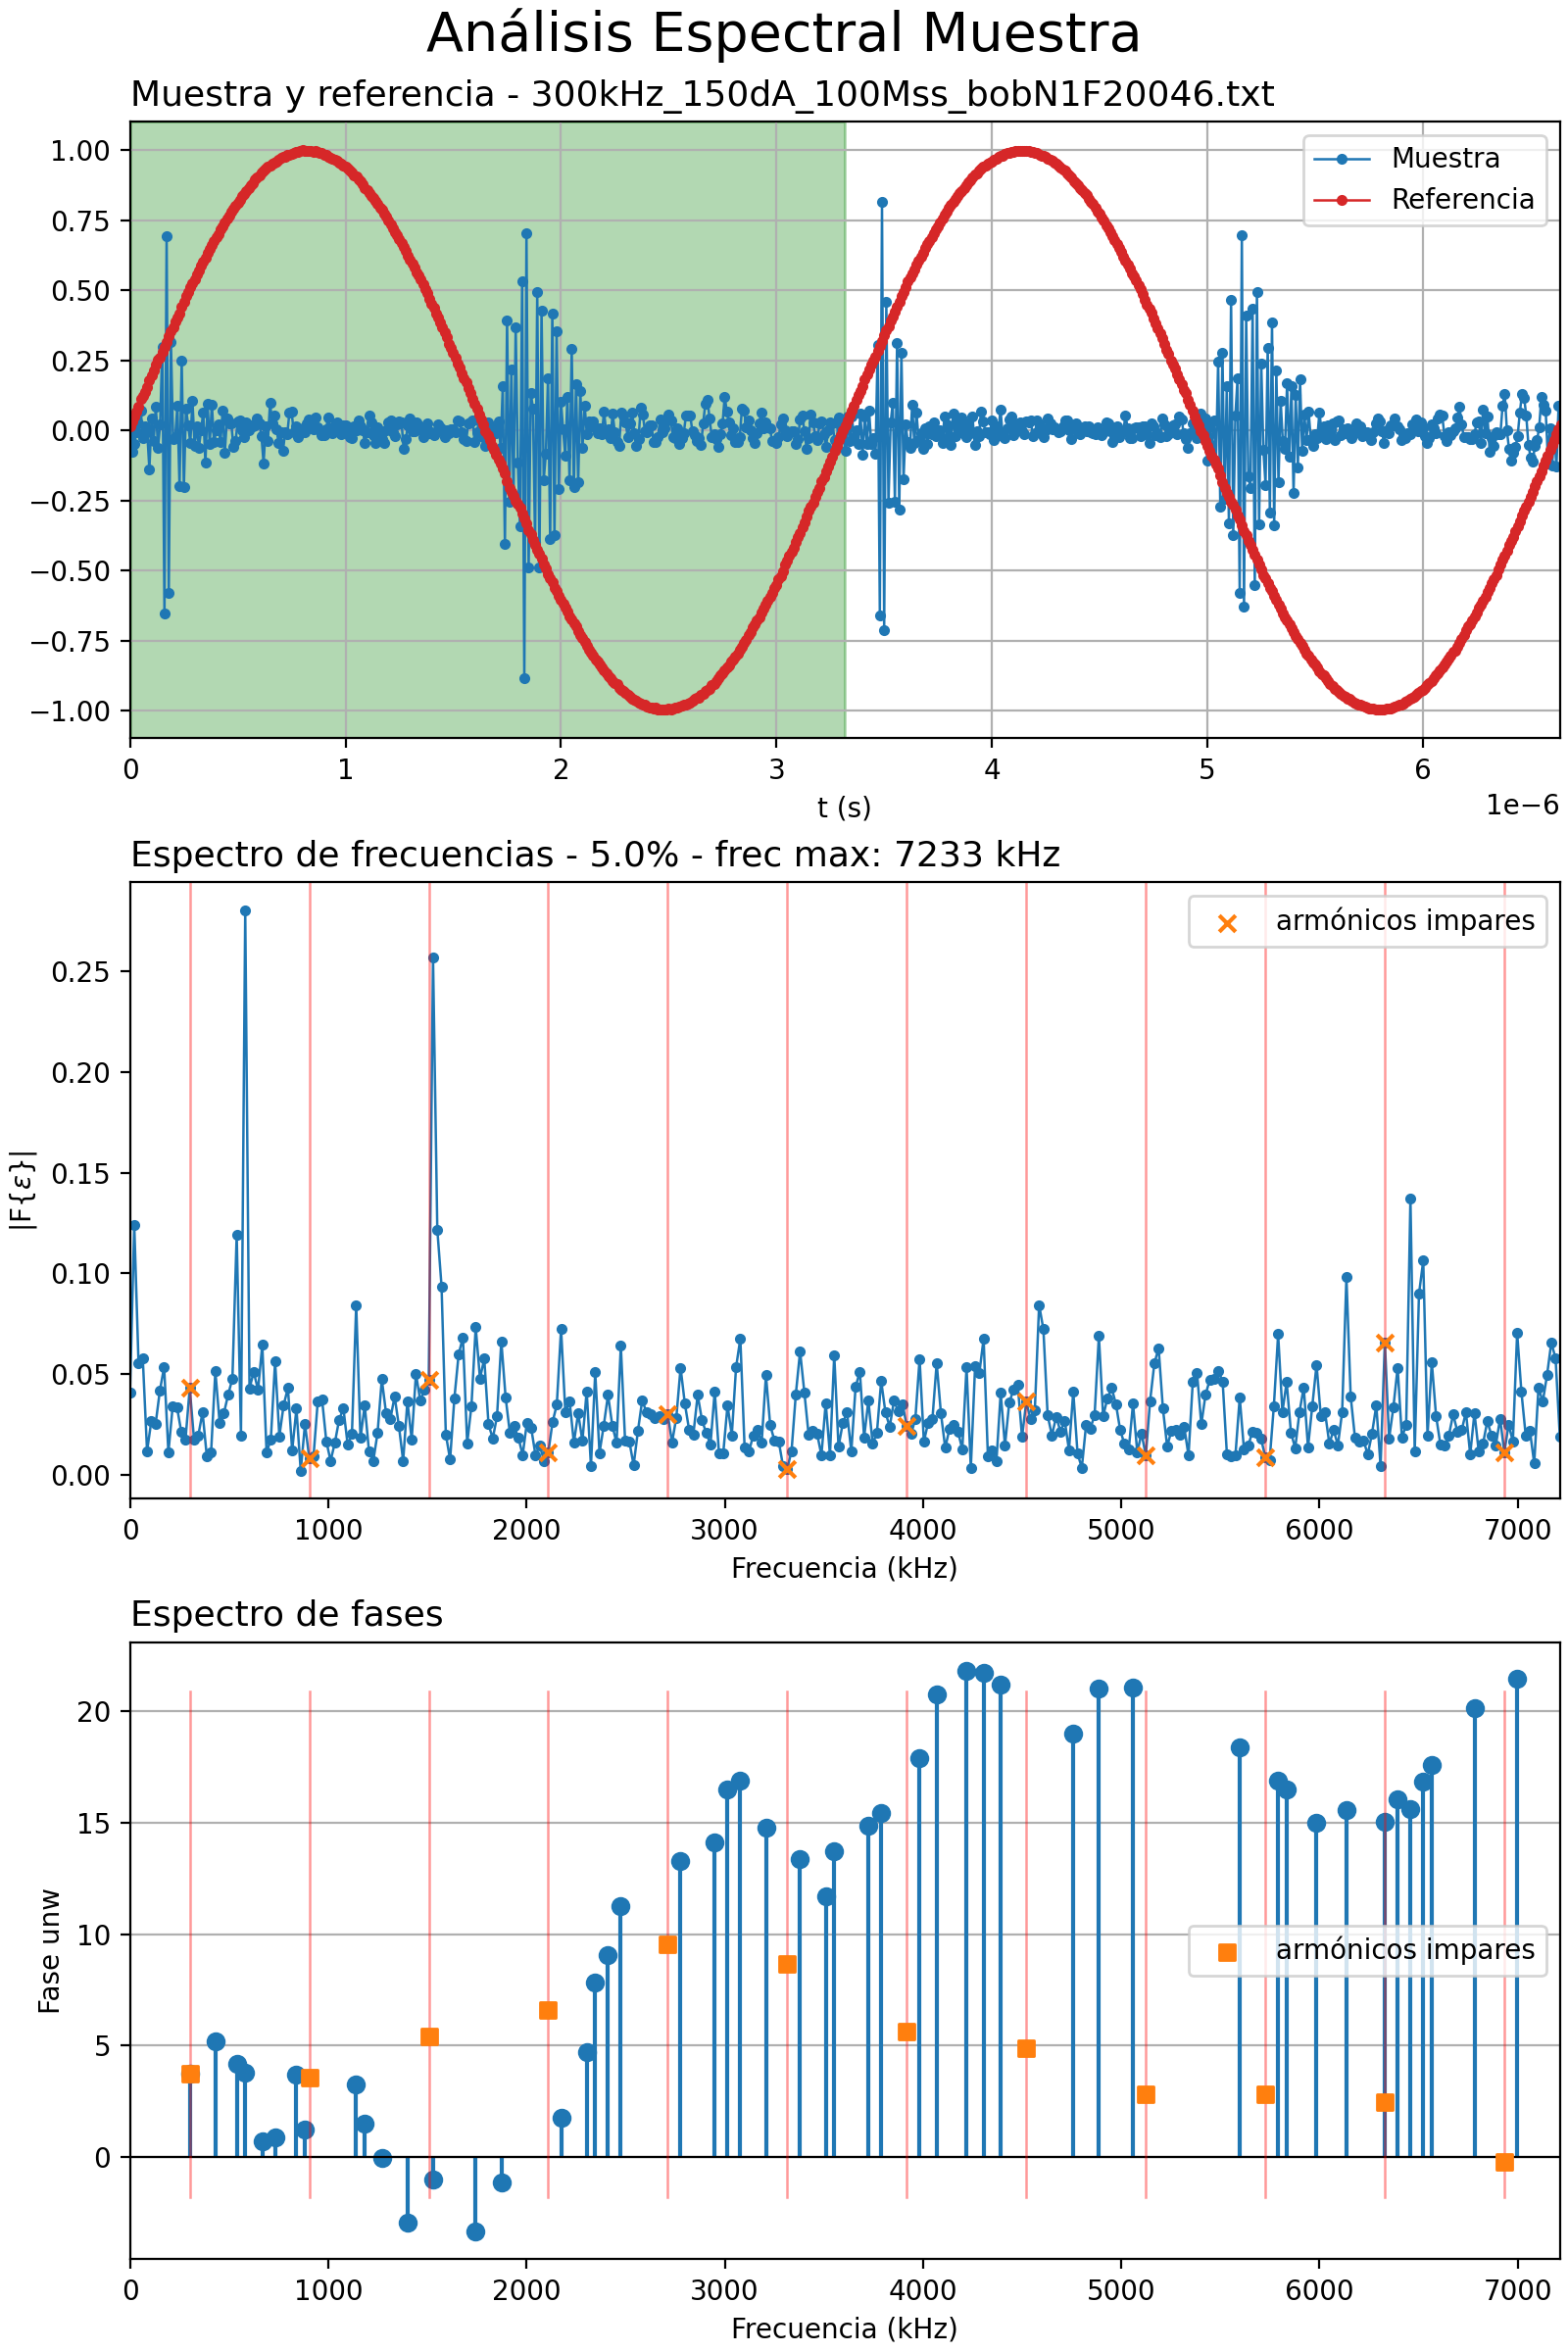 Análisis Espectral Muestra
Muestra y referencia - 300kHz_150dA_100Mss_bobN1F20046.txt
Muestra
Referencia
1.00
0.75
0.50
0.25
0.00
−0.25
−0.50
−0.75
−1.00
0 1 2 3 4 5 6
t (s)
1e−6
Espectro de frecuencias - 5.0% - frec max: 7233 kHz
armónicos impares
|F{ε}|
0.25
0.20
0.15
0.10
0.05
0.00
0 1000 2000 3000 4000 5000 6000 7000
Frecuencia (kHz)
Espectro de fases
armónicos impares
Fase unw
20
15
10
5
0
0 1000 2000 3000 4000 5000 6000 7000
Frecuencia (kHz)